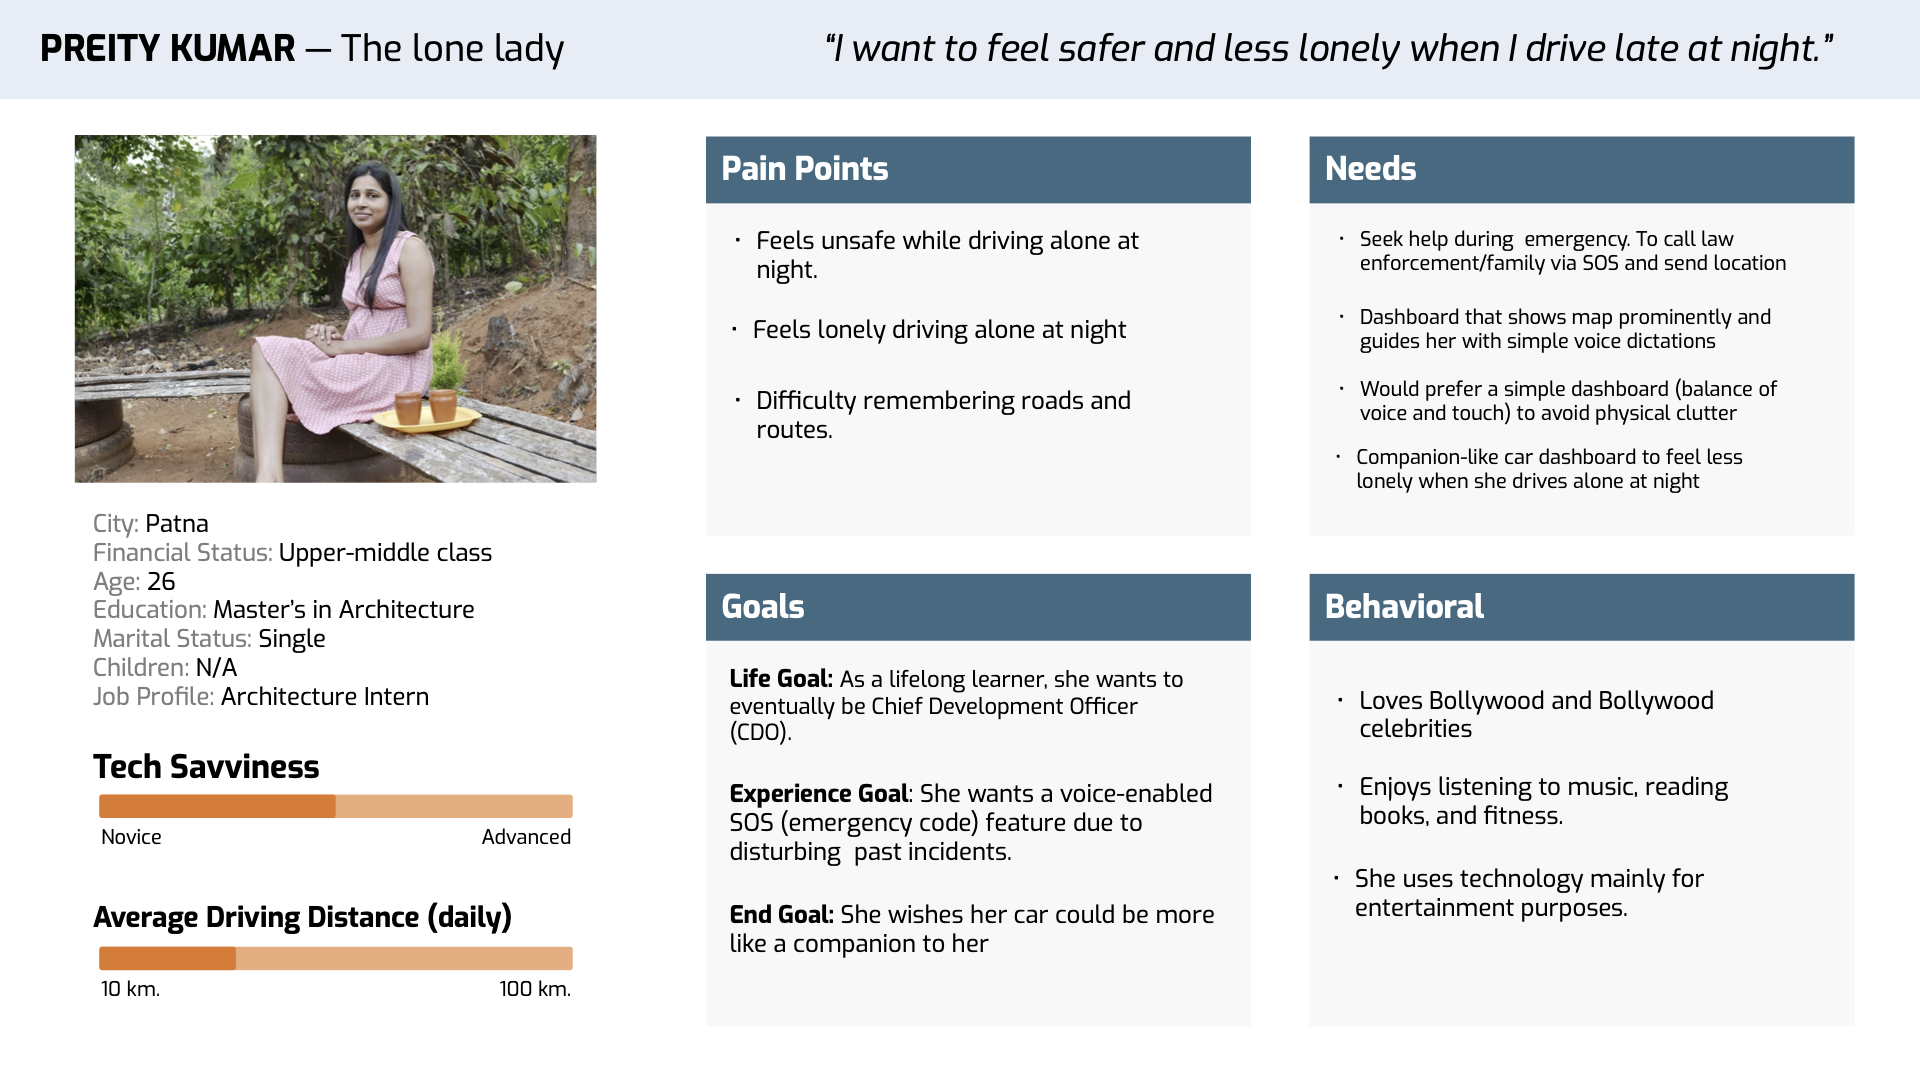 PREITY KUMAR — The lone lady
“I want to feel safer and less lonely when I drive late at night.”
City: Patna
Financial Status: Upper-middle class
Age: 26
Education: Master’s in Architecture
Marital Status: Single
Children: N/A
Job Profile: Architecture Intern
Tech Savviness
Novice Advanced
Average Driving Distance (daily)
10 km. 100 km.
Pain Points
· Feels unsafe while driving alone at
night.
· Feels lonely driving alone at night
· Difficulty remembering roads and
routes.
Needs
· Seek help during  emergency. To call law
enforcement/family via SOS and send location
· Dashboard that shows map prominently and
guides her with simple voice dictations
· Would prefer a simple dashboard (balance of
voice and touch) to avoid physical clutter
· Companion-like car dashboard to feel less
lonely when she drives alone at night
Goals
Life Goal: As a lifelong learner, she wants to
eventually be Chief Development Officer
(CDO).
Experience Goal: She wants a voice-enabled
SOS (emergency code) feature due to
disturbing  past incidents.
End Goal: She wishes her car could be more
like a companion to her
Behavioral
· Loves Bollywood and Bollywood
celebrities
· Enjoys listening to music, reading
books, and fitness.
· She uses technology mainly for
entertainment purposes.